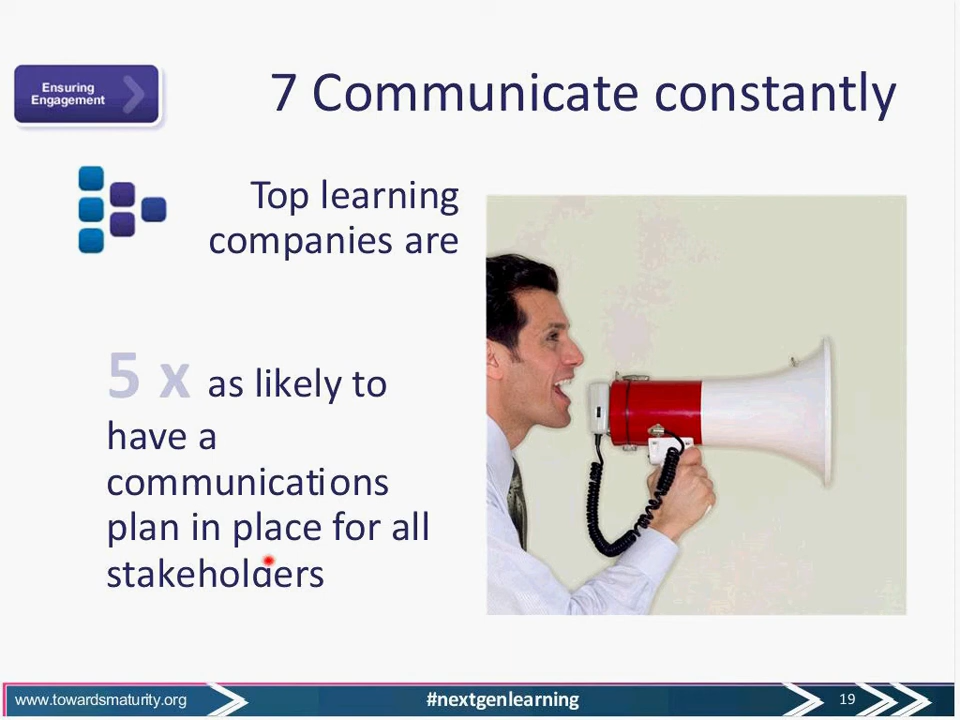 Ensuring
Engagement
7 Communicate constantly
Top learning
companies are
5 x as likely to
have a
communications
plan in place for all
stakeholders
www.towardsmaturity.org
#nextgenlearning
19